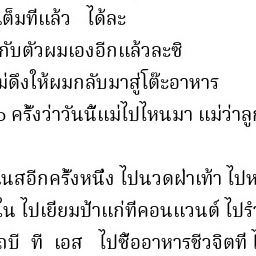 เต็มทีแล้ว ได้ละ
กับตัวผมเองอีกแล้วละซิ
ม่ดึงให้ผมกลับมาสู่โต๊ะอาหาร
ครั้งว่าวันนี้แม่ไปไหนมา แม่ว่าลูก
นสอีกครั้งหนึ่ง ไปนวดฝ่าเท้า ไปห
ใน ไปเยี่ยมป้าแก่ที่คอนแวนต์ ไปร่ำ
ถบี ที เอส ไปซื้ออาหารชีวจิตที่